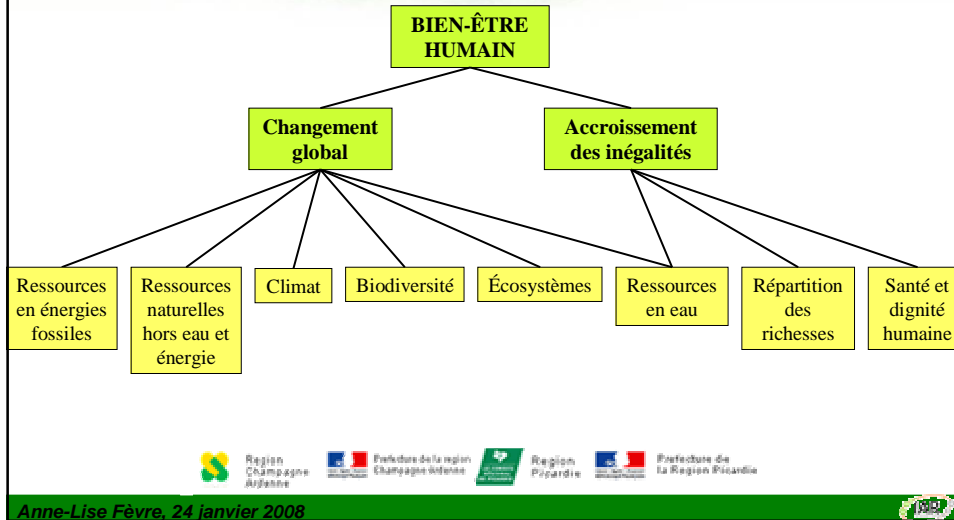 BIEN-ÊTRE
HUMAIN
Changement
global
Accroissement
des inégalités
Ressources
en énergies
fossiles
Ressources
naturelles
hors eau et
énergie
Climat
Biodiversité
Écosystèmes
Ressources
en eau
Répartition
des
richesses
Santé et
dignité
humaine
Region
Champagne
Ardenne
Prefecture de la region
Champagne Ardenne
Region
Picardie
Prefecture de
la Region Picardie
Anne-Lise Fèvre, 24 janvier 2008